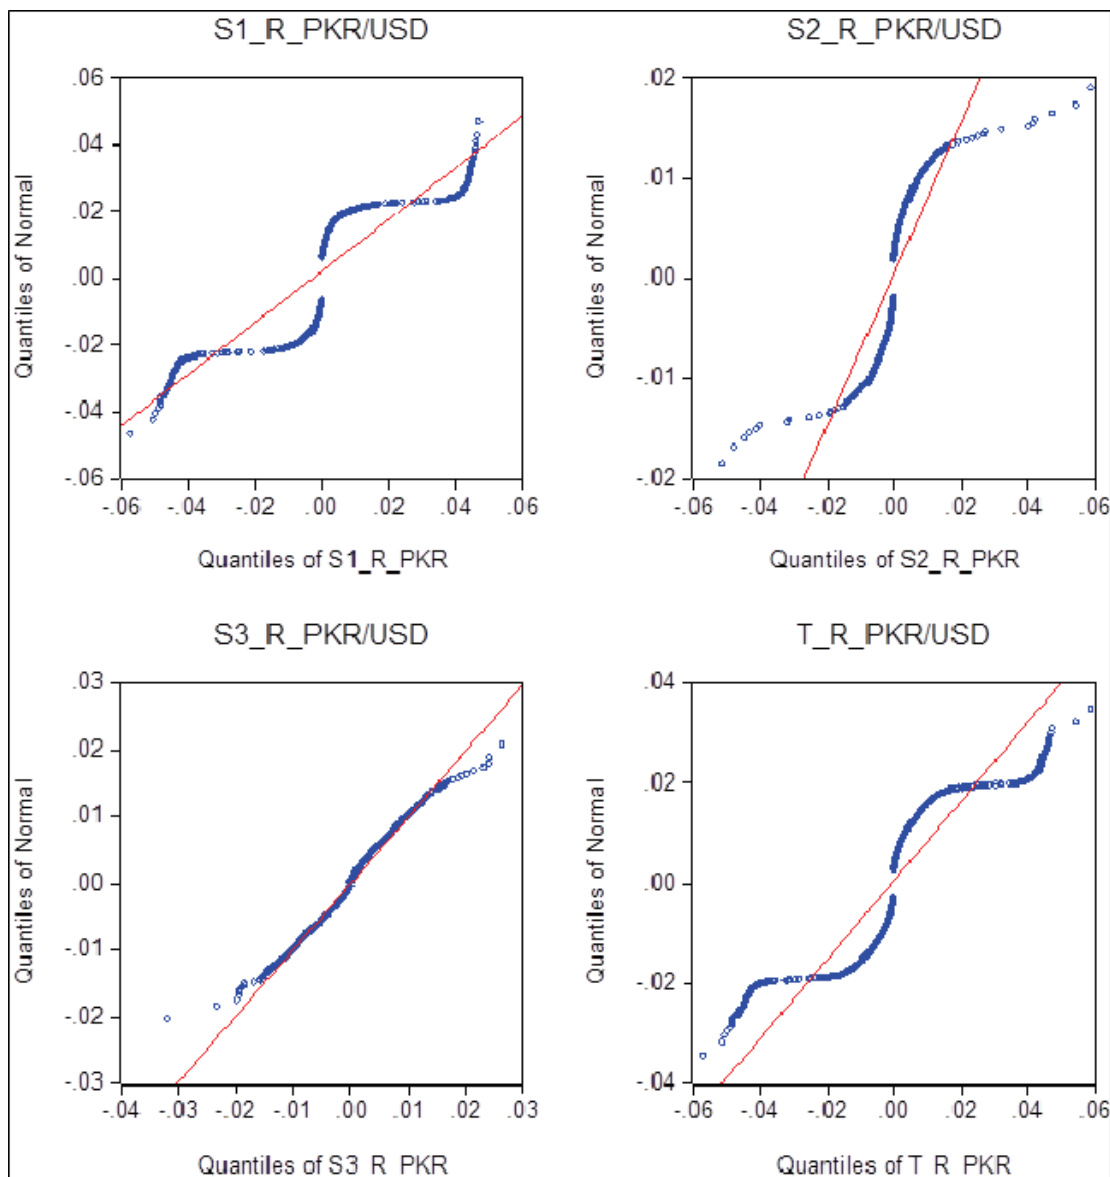 S1_R_PKR/USD
.06
.04
.02
.00
-.02
-.04
-.06
Quantiles of Normal
-.06 -.04 -.02 .00 .02 .04 .06
Quantiles of S1_R_PKR
S2_R_PKR/USD
.02
.01
.00
-.01
-.02
Quantiles of Normal
-.06 -.04 -.02 .00 .02 .04 .06
Quantiles of S2_R_PKR
S3_R_PKR/USD
.03
.02
.01
.00
-.01
-.02
-.03
Quantiles of Normal
-.04 -.03 -.02 -.01 .00 .01 .02 .03
Quantiles of S3_R_PKR
T_R_PKR/USD
.04
.02
.00
-.02
-.04
Quantiles of Normal
-.06 -.04 -.02 .00 .02 .04 .06
Quantiles of T_R_PKR